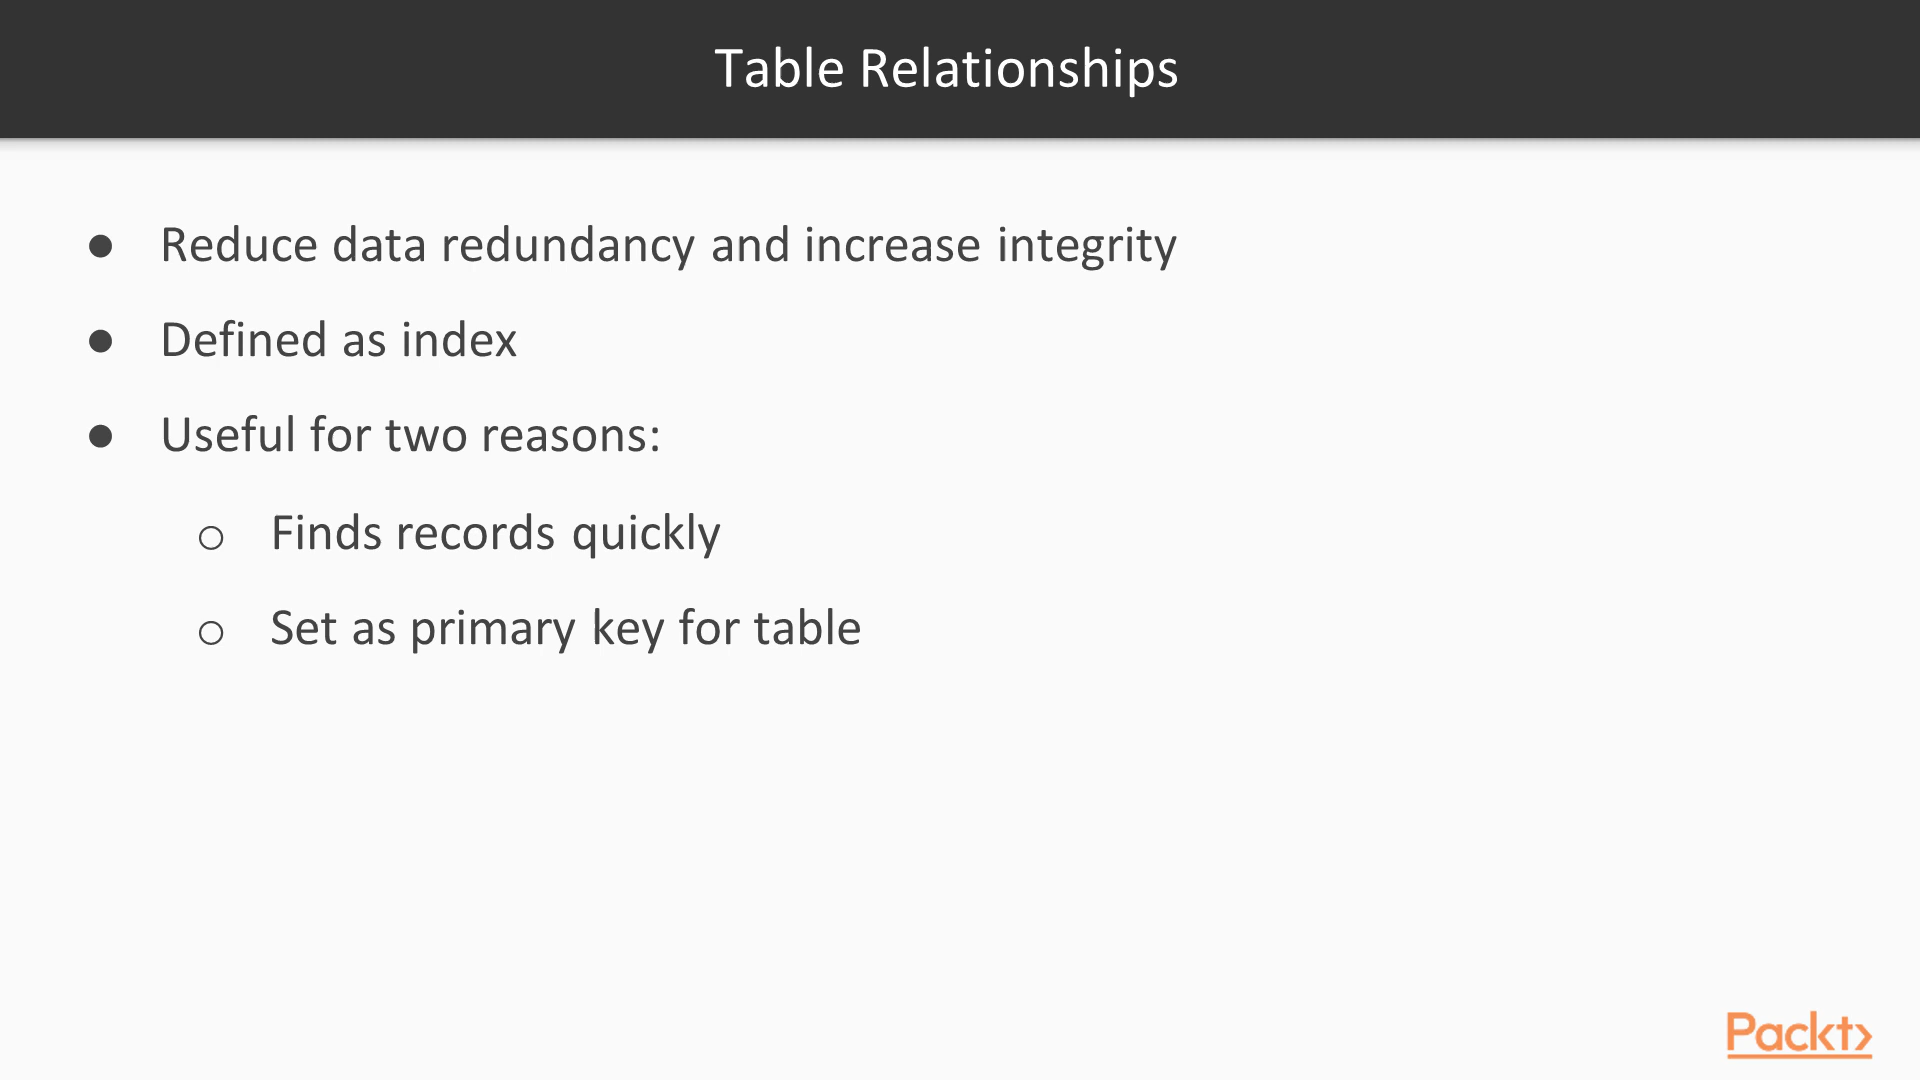 Table Relationships
● Reduce data redundancy and increase integrity
● Defined as index
● Useful for two reasons:
○ Finds records quickly
○ Set as primary key for table
Packt>